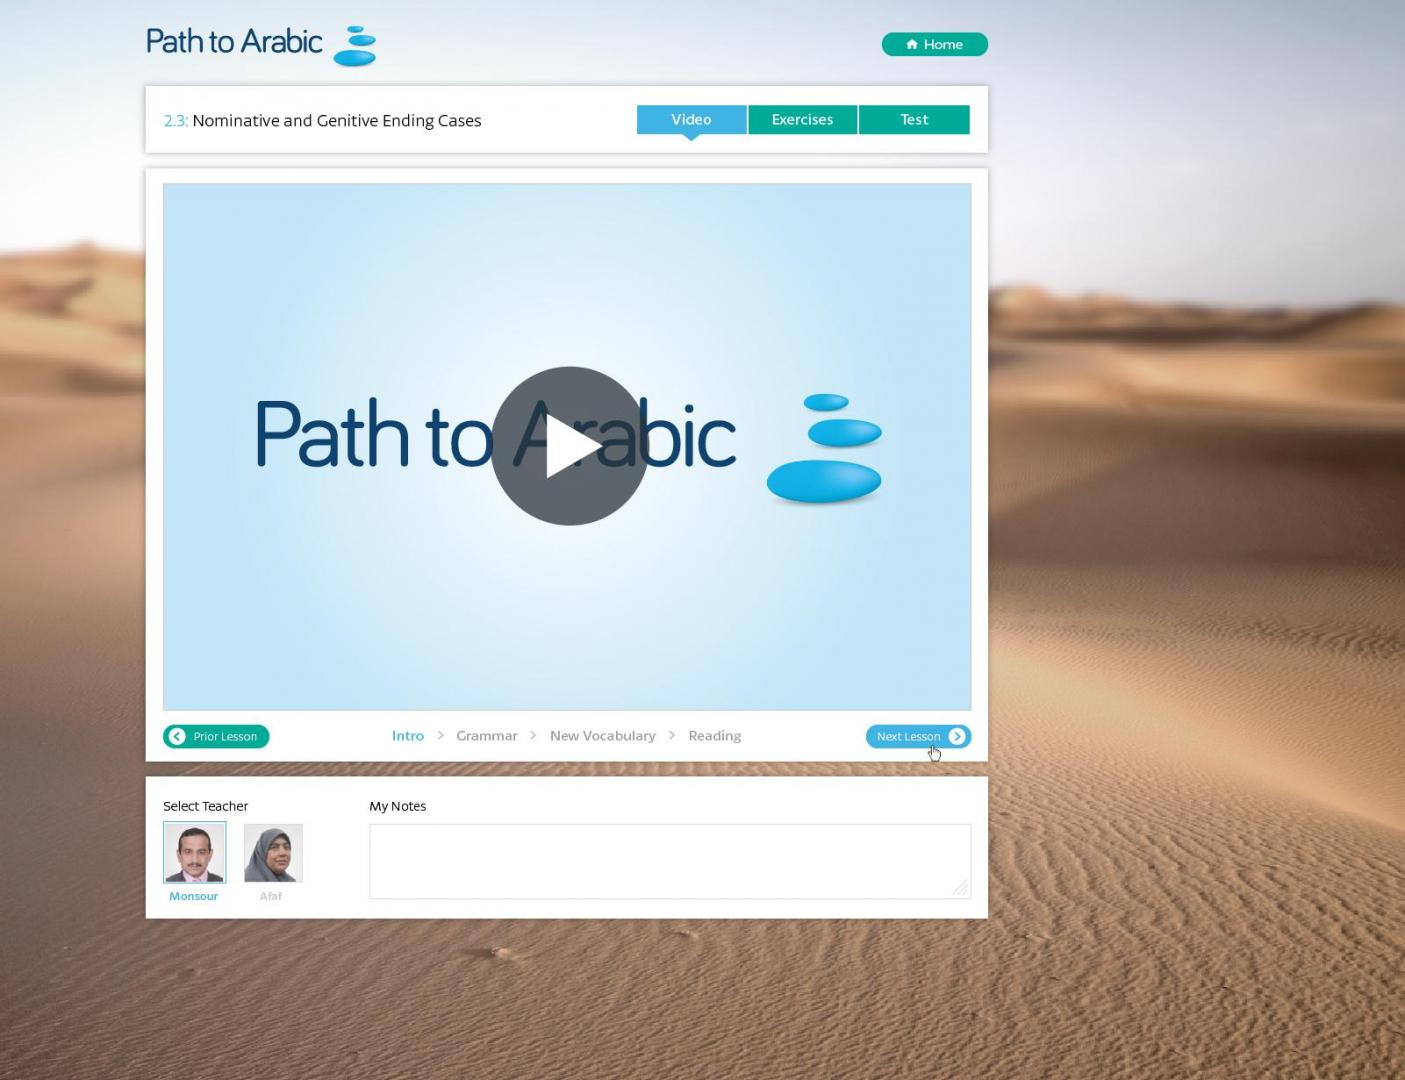 Path to Arabic
Home
2.3: Nominative and Genitive Ending Cases
Video
Exercises
Test
Path to Arabic
Prior Lesson
Intro > Grammar > New Vocabulary > Reading
Next Lesson
Select Teacher
My Notes
Monsour
Afaf